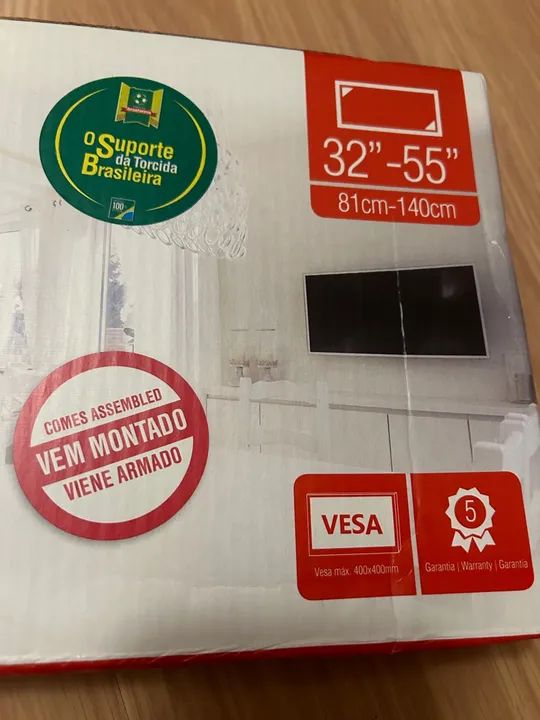 O Suporte
da Torcida
Brasileira
100%
32”-55”
81cm-140cm
COMES ASSEMBLED
VEM MONTADO
VIENE ARMADO
VESA
Vesa máx. 400x400mm
5
Garantia | Warranty | Garantia